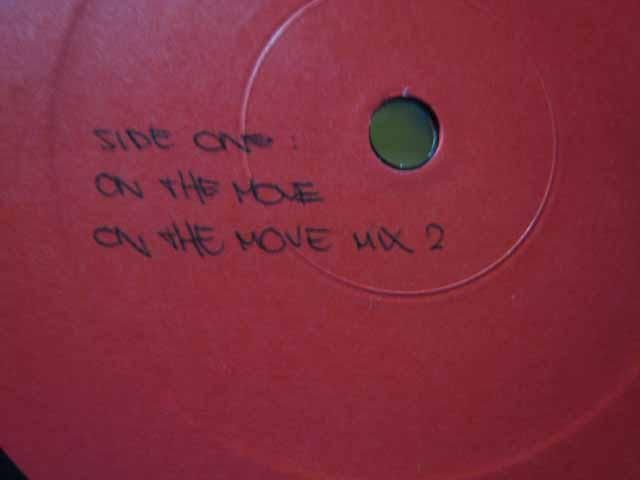 SIDE ONE:
ON THE MOVE
ON THE MOVE MIX 2